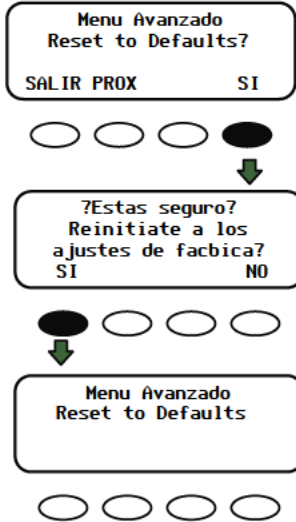 Menu Avanzado
Reset to Defaults?
SALIR PROX SI
?Estas seguro?
Reinitiate a los
ajustes de facbica?
SI NO
Menu Avanzado
Reset to Defaults